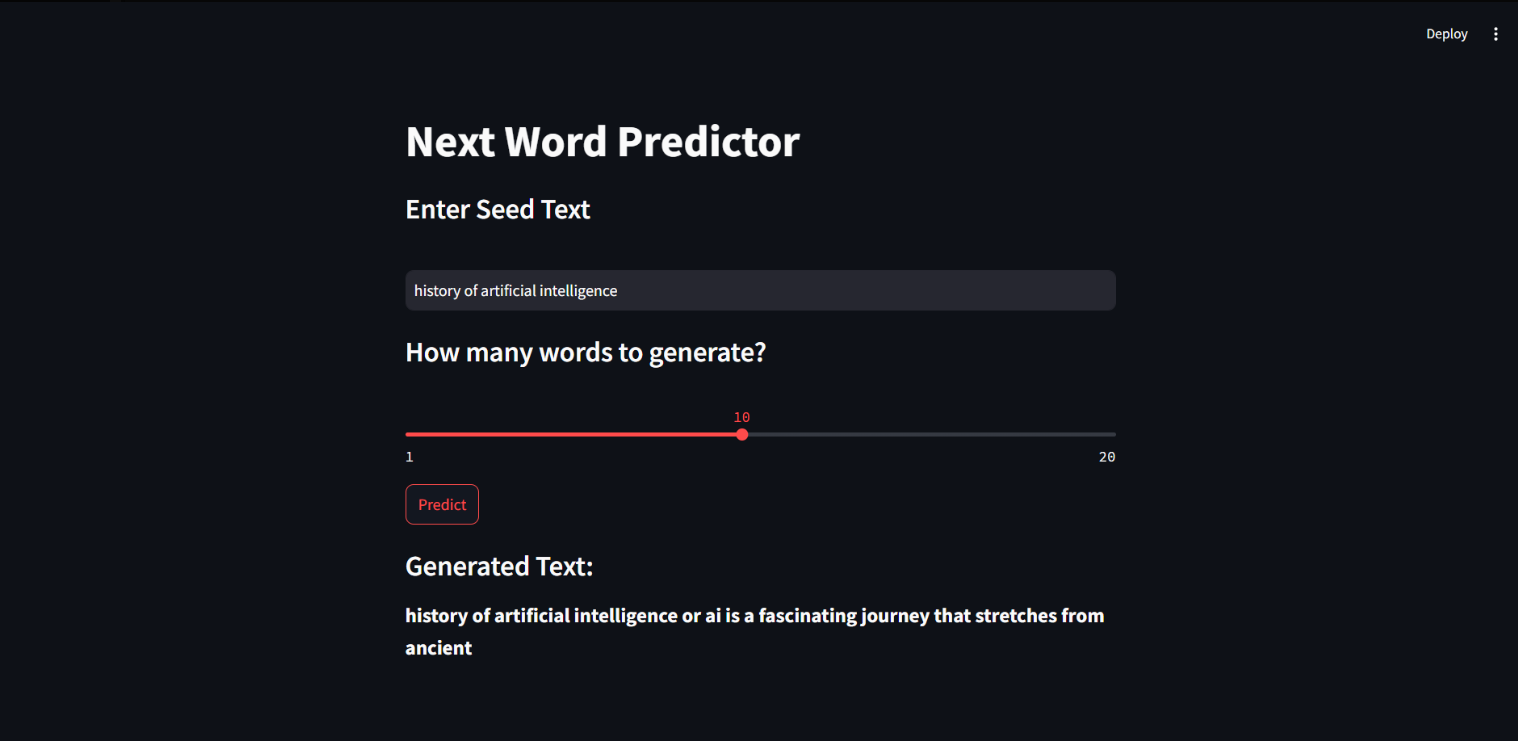 Deploy
Next Word Predictor
Enter Seed Text
history of artificial intelligence
How many words to generate?
10
1
20
Predict
Generated Text:
history of artificial intelligence or ai is a fascinating journey that stretches from
ancient